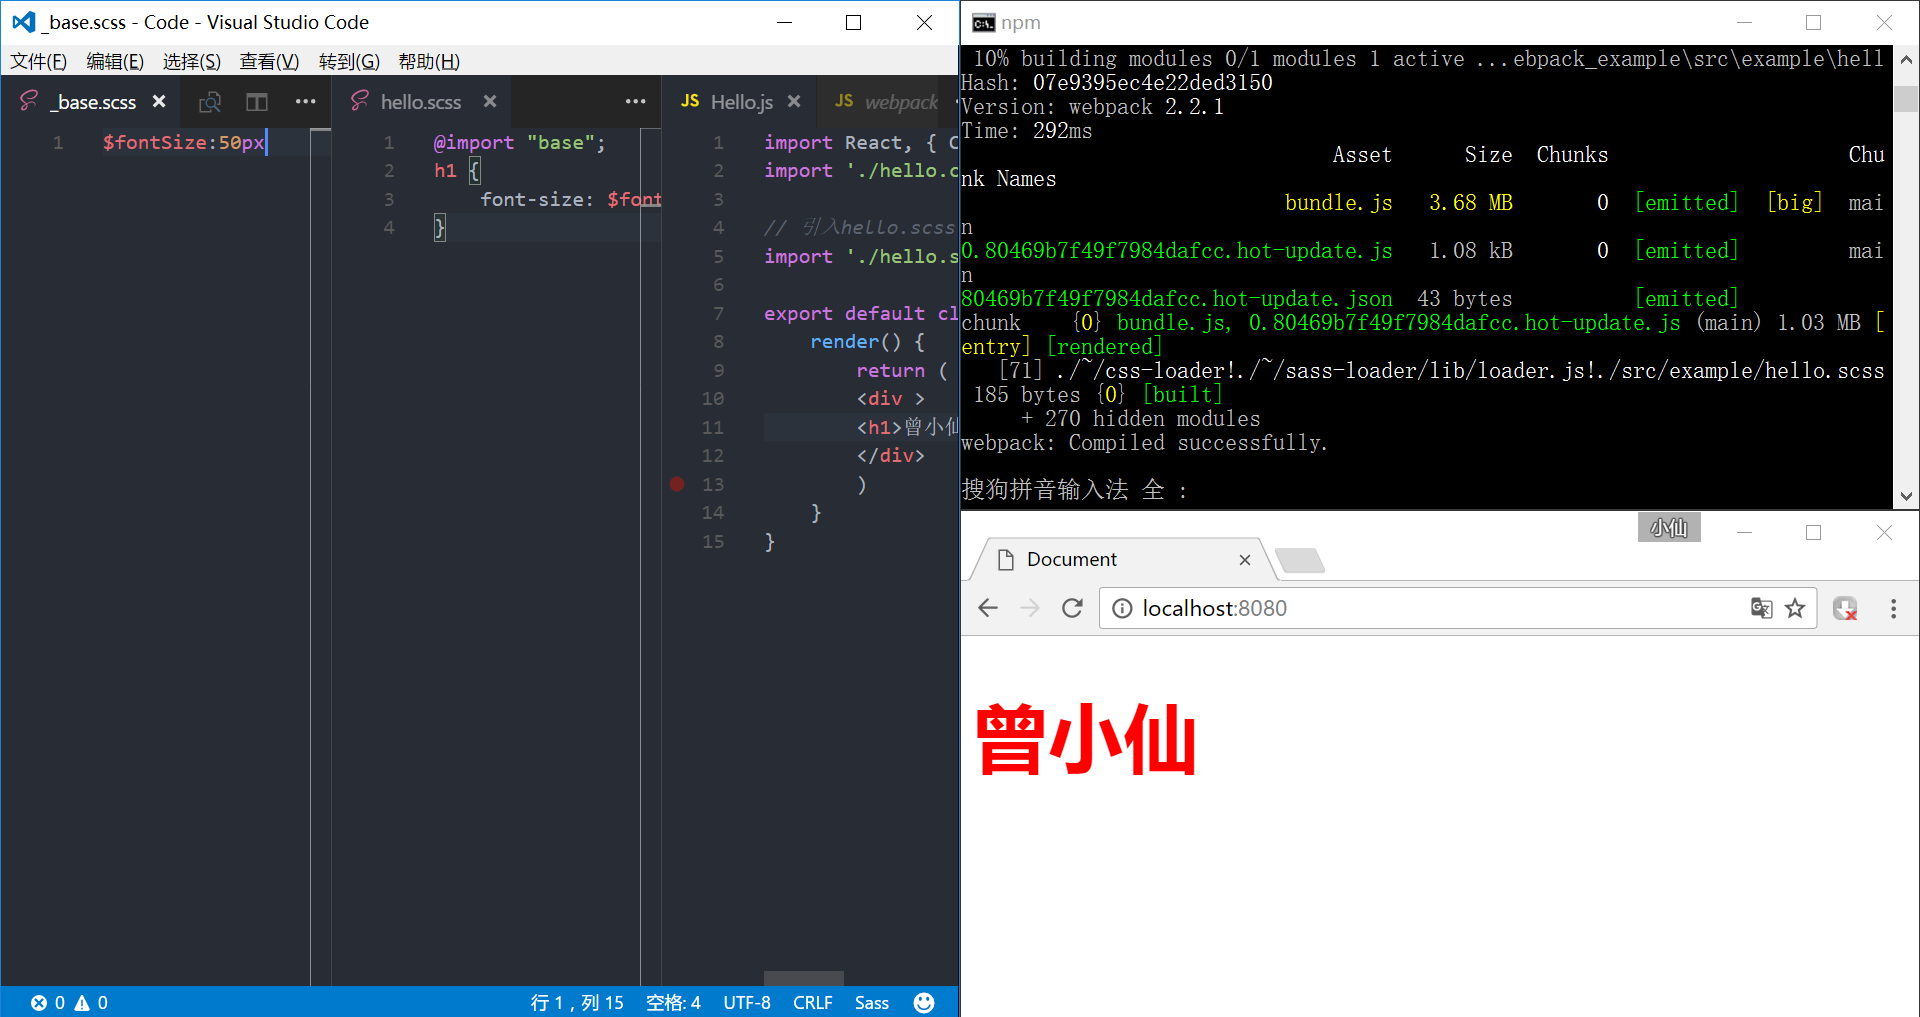 _base.scss - Code - Visual Studio Code
文件(F) 编辑(E) 选择(S) 查看(V) 转到(G) 帮助(H)
_base.scss
1 $fontSize:50px
hello.scss
1 @import "base";
2 h1 {
3 font-size: $font
4 }
JS Hello.js JS webpack
1 import React, { C
2 import './hello.c
3
4 // 引入hello.scss
5 import './hello.s
6
7 export default cl
8 render() {
9 return (
10 <div >
11 <h1>曾小仙
12 </div>
13 )
14 }
15 }
0 0 行 1，列 15 空格: 4 UTF-8 CRLF Sass
npm
10% building modules 0/1 modules 1 active ...ebpack_example\src\example\hell
Hash: 07e9395ec4e22ded3150
Version: webpack 2.2.1
Time: 292ms
Asset Size Chunks Chu
nk Names
bundle.js 3.68 MB 0 [emitted] [big] mai
n
0.80469b7f49f7984dafcc.hot-update.js 1.08 kB 0 [emitted] mai
n
80469b7f49f7984dafcc.hot-update.json 43 bytes [emitted]
chunk {0} bundle.js, 0.80469b7f49f7984dafcc.hot-update.js (main) 1.03 MB [
entry] [rendered]
[71] ./~/css-loader!./~/sass-loader/lib/loader.js!./src/example/hello.scss
185 bytes {0} [built]
+ 270 hidden modules
webpack: Compiled successfully.
搜狗拼音输入法 全 :
小仙
Document
localhost:8080
曾小仙